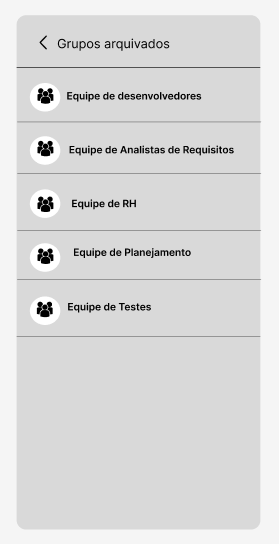 Grupos arquivados
Equipe de desenvolvedores
Equipe de Analistas de Requisitos
Equipe de RH
Equipe de Planejamento
Equipe de Testes